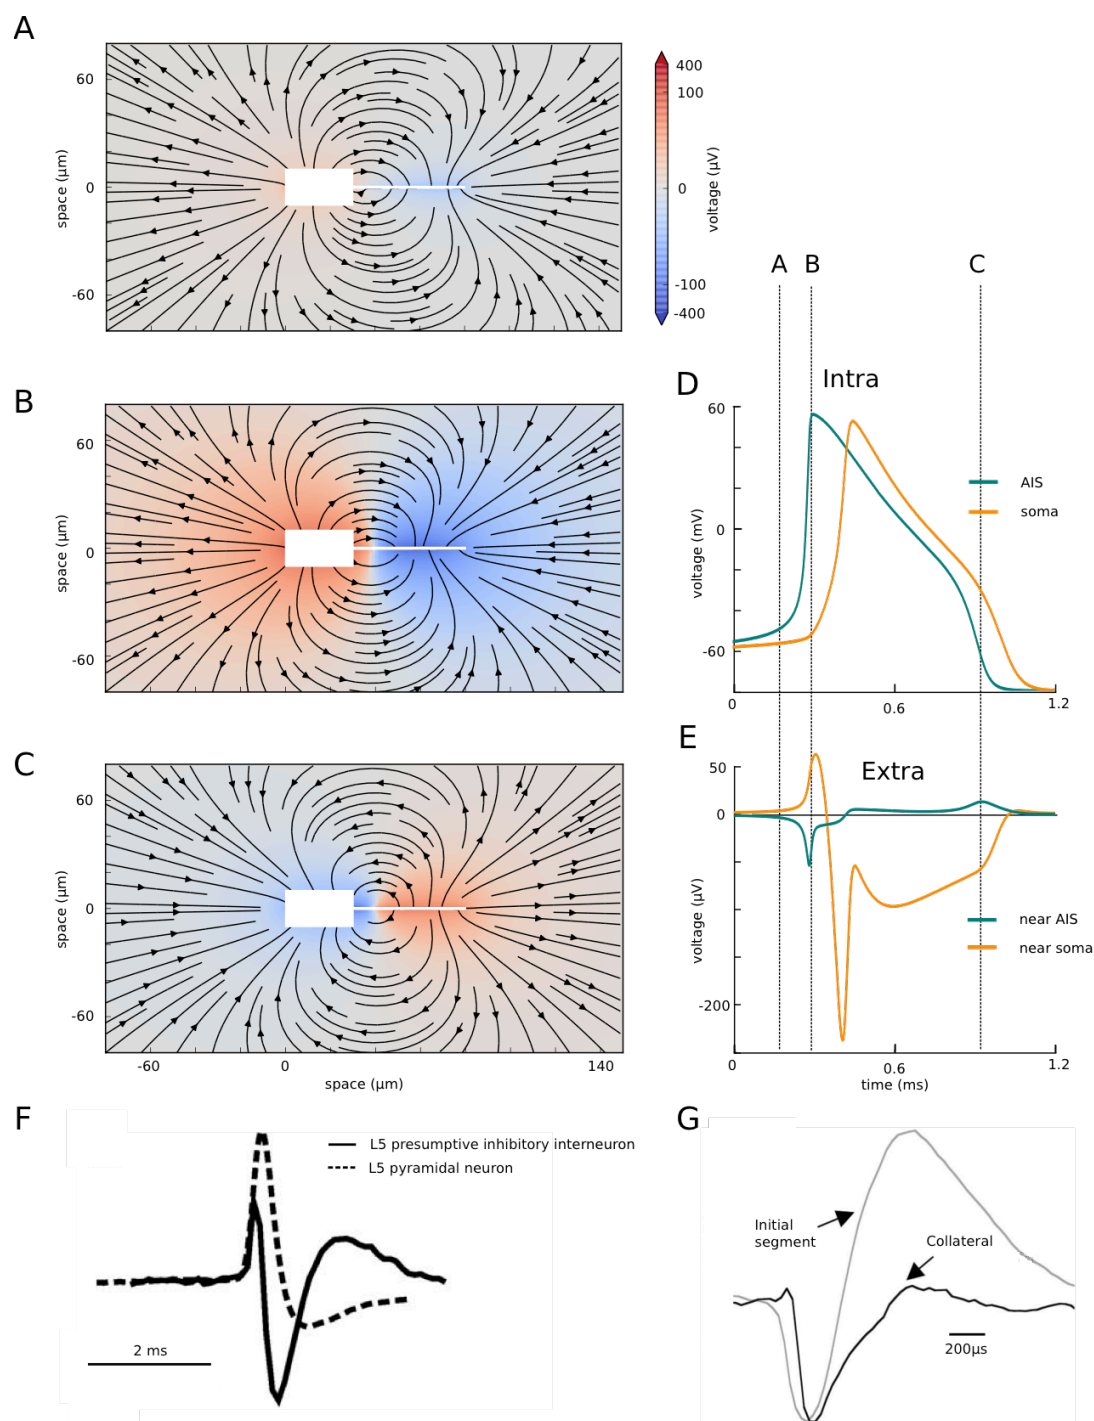 A
60
0
-60
space (µm)
400
100
0
-100
-400
voltage (µV)
B
60
0
-60
space (µm)
C
60
0
-60
space (µm)
-60
0
140
space (µm)
A B C
D
Intra
60
0
-60
voltage (mV)
AIS
soma
0
0.6
1.2
E
Extra
50
0
-200
voltage (µV)
near AIS
near soma
0
0.6
1.2
time (ms)
F
L5 presumptive inhibitory interneuron
L5 pyramidal neuron
2 ms
G
Initial
segment
Collateral
200µs